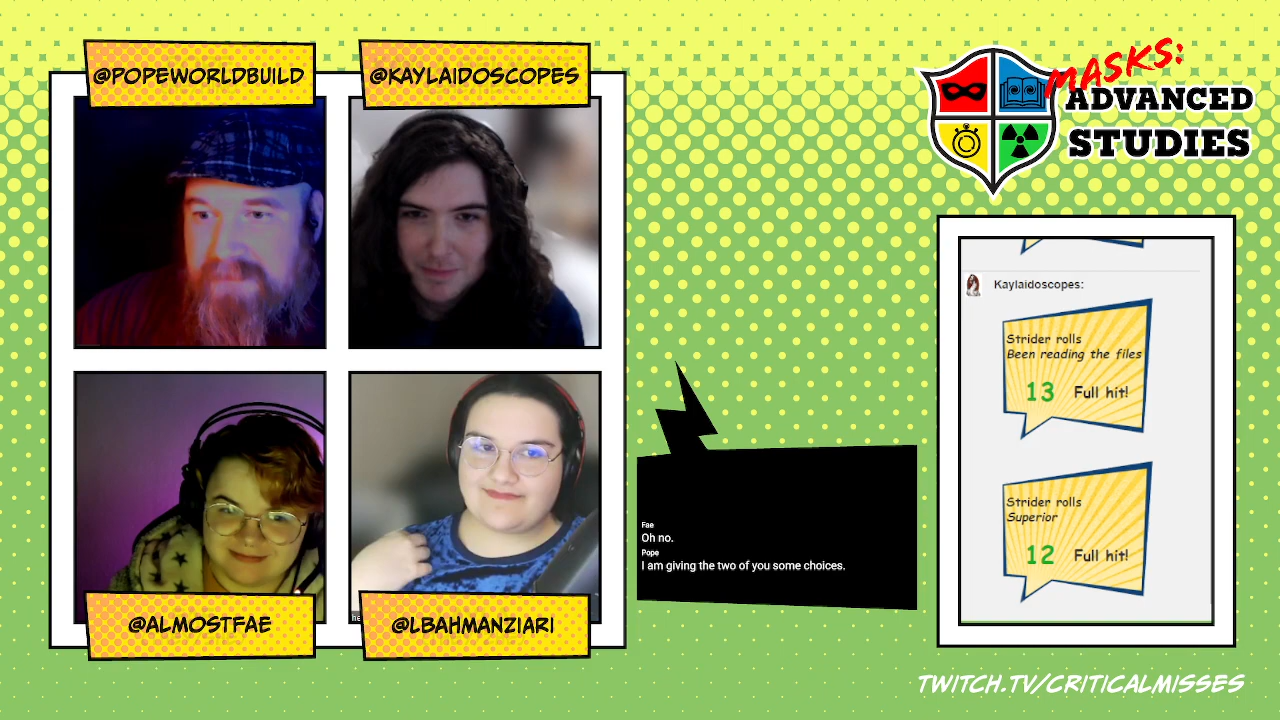 @POPEWORLDBUILD
@KAYLAIDOSCOPES
@ALMOSTFAE
he
@LBAHMANZIARI
Fae
Oh no.
Pope
I am giving the two of you some choices.
MASKS:
ADVANCED
STUDIES
Kaylaidoscopes:
Strider rolls
Been reading the files
13 Full hit!
Strider rolls
Superior
12 Full hit!
TWITCH.TV/CRITICALMISSES